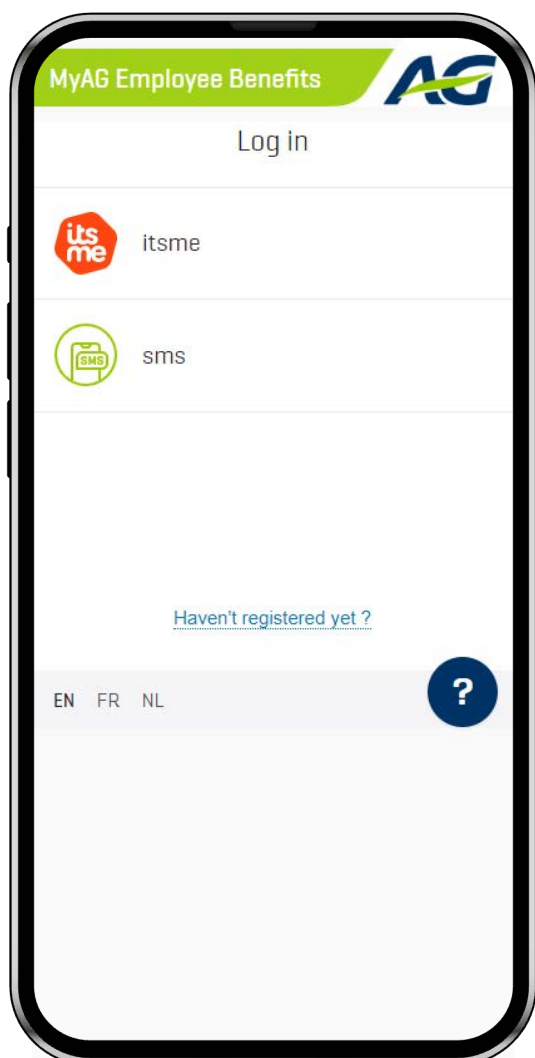 MyAG Employee Benefits
AG
Log in
its
me
itsme
SMS
sms
Haven't registered yet ?
EN FR NL
?